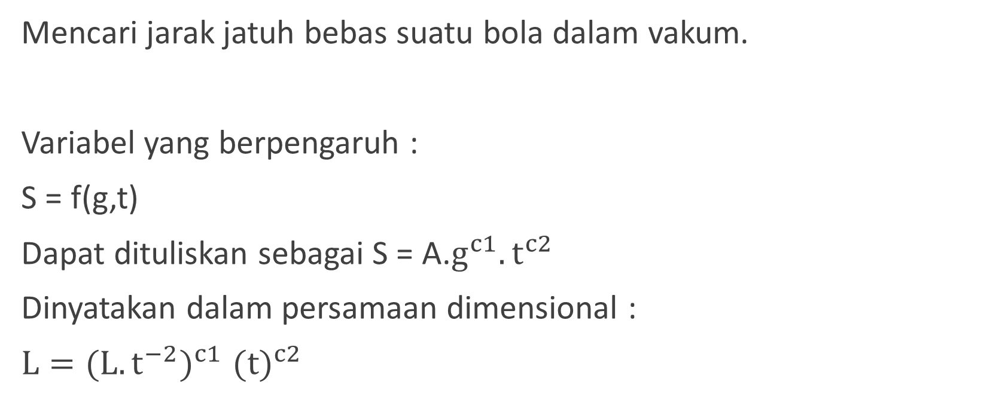 Mencari jarak jatuh bebas suatu bola dalam vakum.
Variabel yang berpengaruh :
S = f(g,t)
Dapat dituliskan sebagai S = A.g^{c1}. t^{c2}
Dinyatakan dalam persamaan dimensional :
L = (L. t^{−2})^{c1} (t)^{c2}